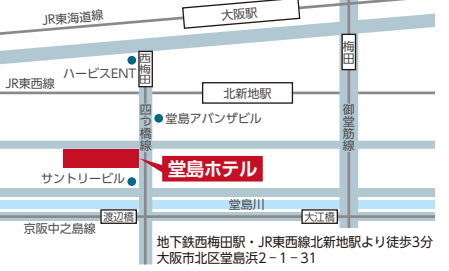 JR東海道線
大阪駅
西梅田
梅田
ハービスENT
JR東西線
北新地駅
四つ橋線
堂島アバンザビル
御堂筋線
堂島ホテル
サントリービル
堂島川
渡辺橋
大江橋
京阪中之島線
地下鉄西梅田駅・JR東西線北新地駅より徒歩3分
大阪市北区堂島浜2−1−31